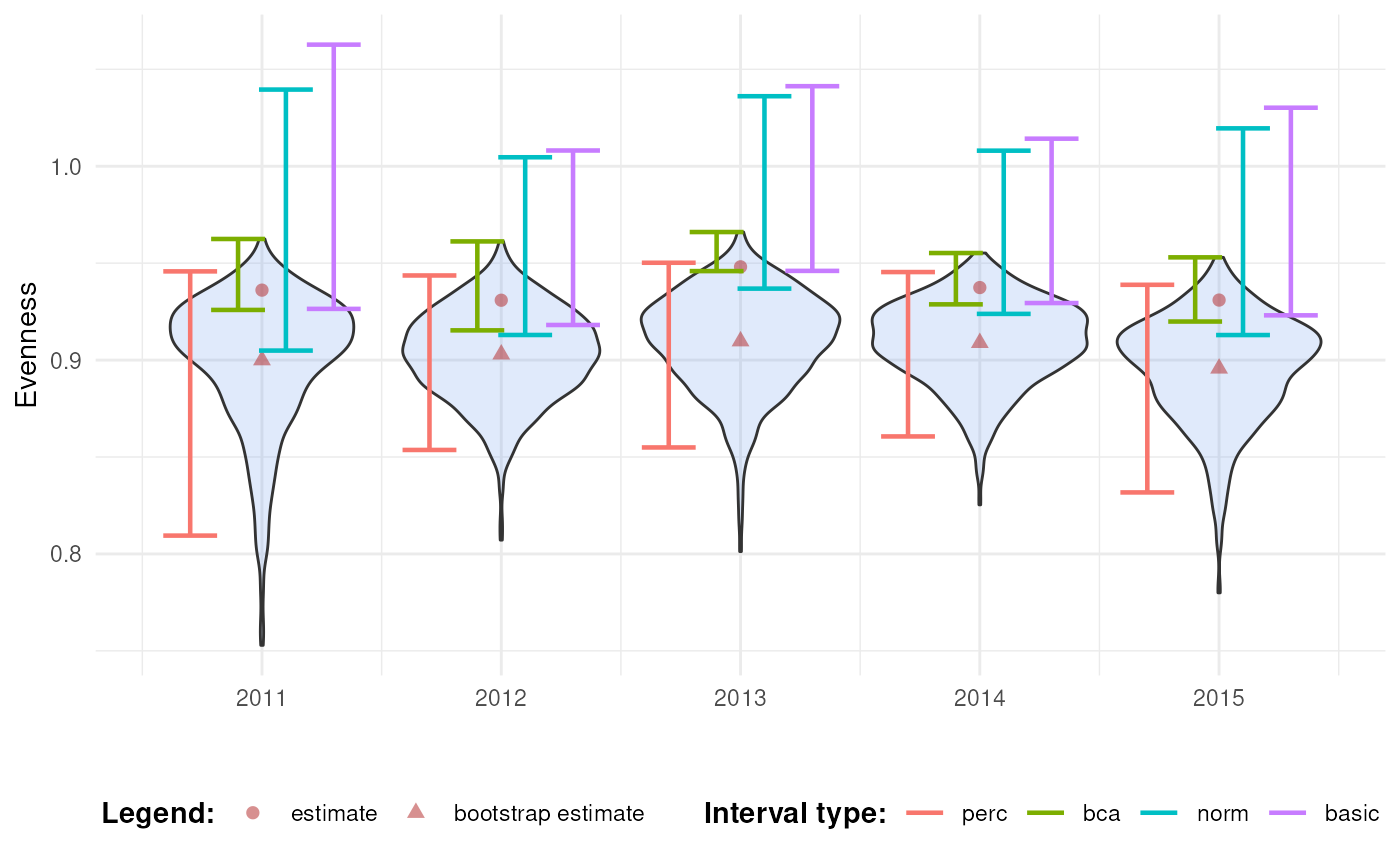 Evenness
1.0
0.9
0.8
2011 2012 2013 2014 2015
Legend: estimate bootstrap estimate Interval type: perc bca norm basic